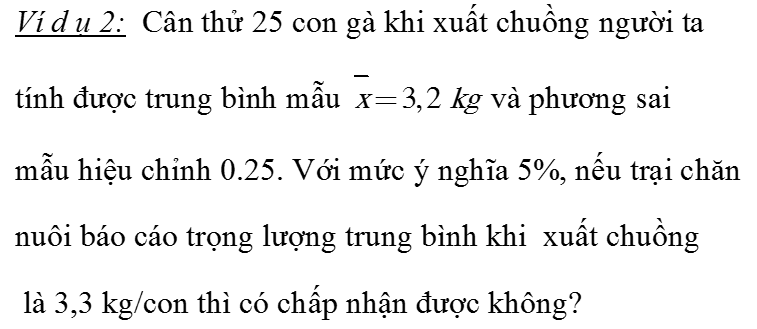 Ví dụ 2: Cân thử 25 con gà khi xuất chuồng người ta
tính được trung bình mẫu x̅=3,2 kg và phương sai
mẫu hiệu chỉnh 0.25. Với mức ý nghĩa 5%, nếu trại chăn
nuôi báo cáo trọng lượng trung bình khi xuất chuồng
là 3,3 kg/con thì có chấp nhận được không?